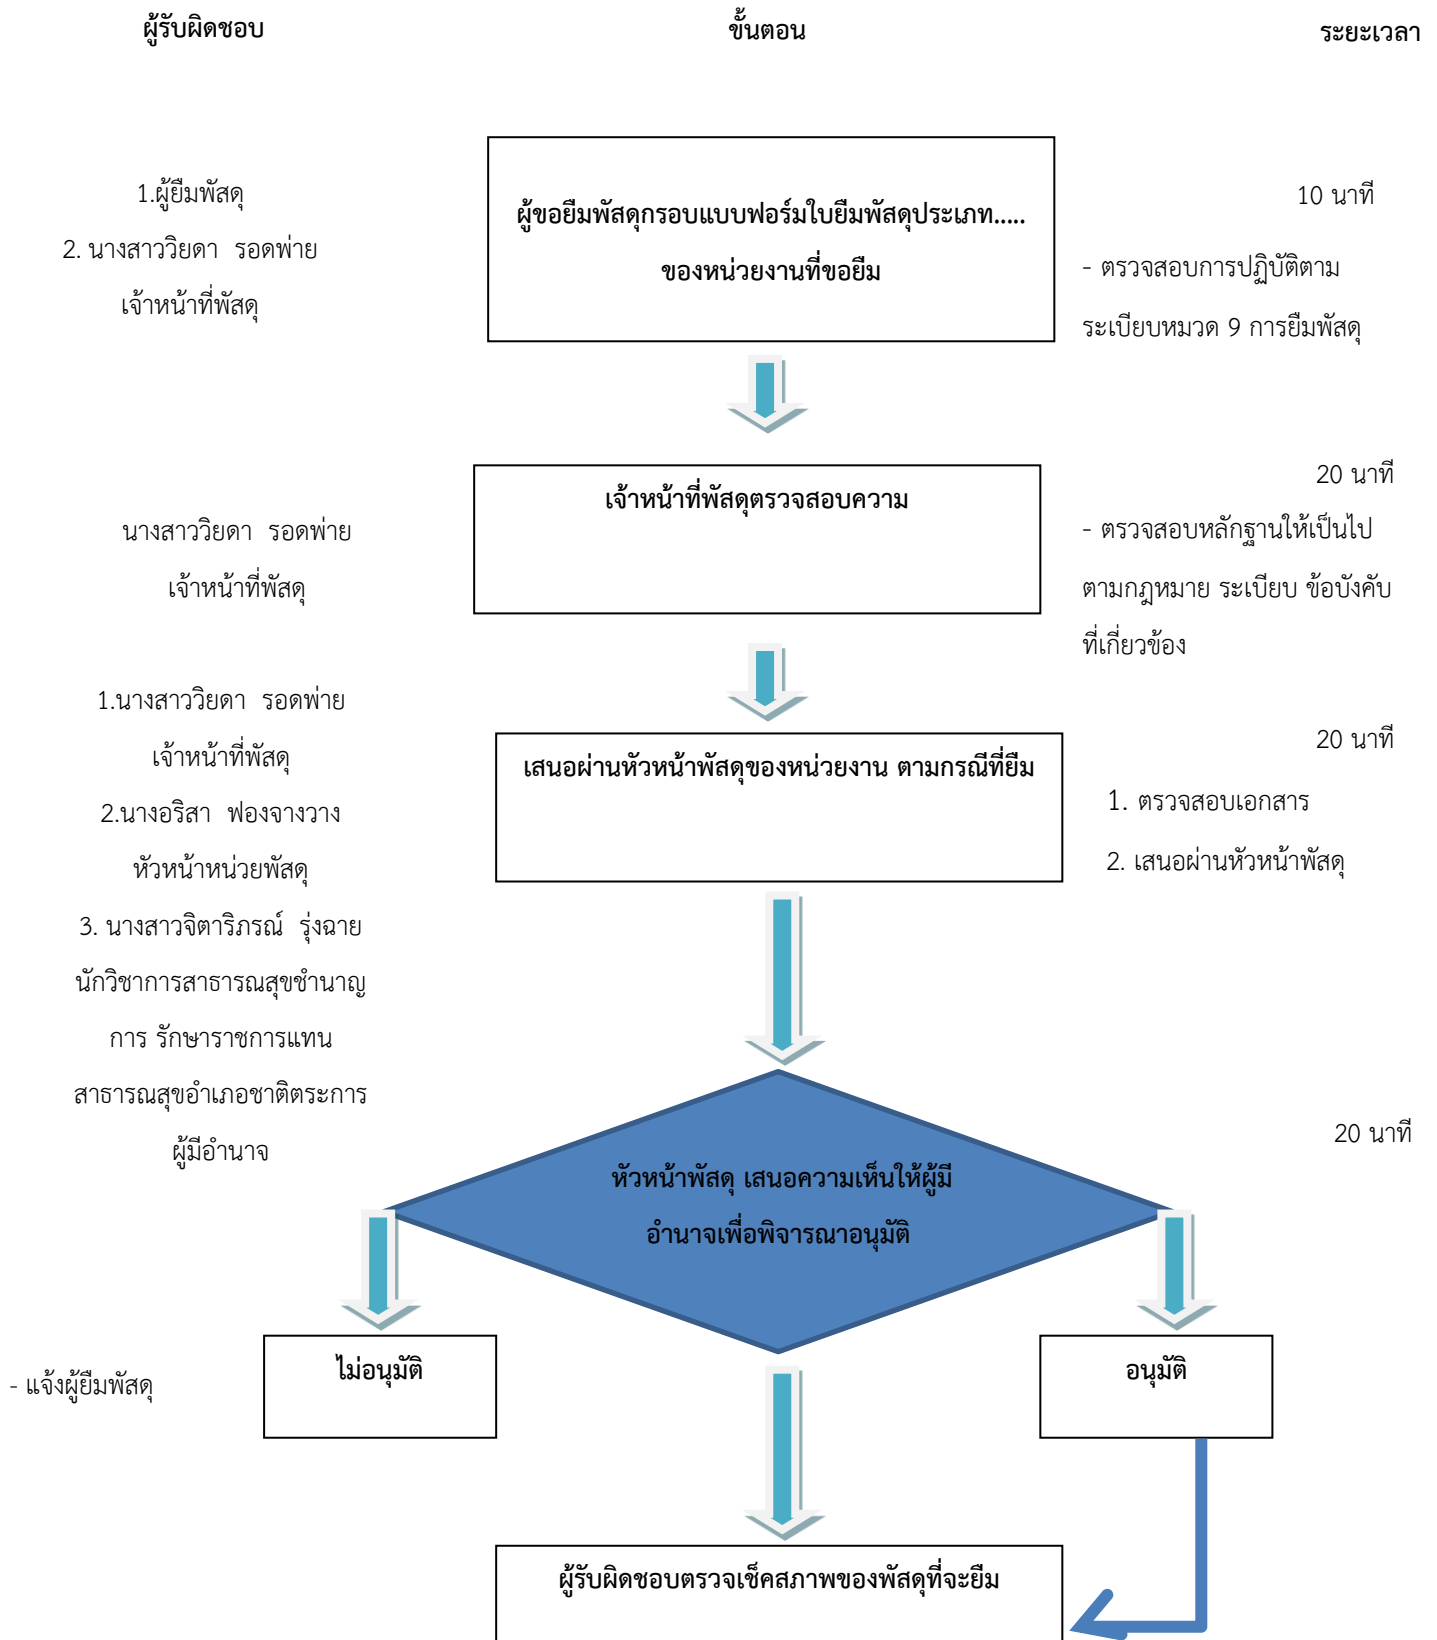 ผู้รับผิดชอบ
ขั้นตอน
ระยะเวลา
1.ผู้ยืมพัสดุ
2. นางสาววิยดา  รอดพ่าย
เจ้าหน้าที่พัสดุ
ผู้ขอยืมพัสดุกรอบแบบฟอร์มใบยืมพัสดุประเภท.....
ของหน่วยงานที่ขอยืม
10 นาที
- ตรวจสอบการปฏิบัติตาม
ระเบียบหมวด 9 การยืมพัสดุ
นางสาววิยดา  รอดพ่าย
เจ้าหน้าที่พัสดุ
เจ้าหน้าที่พัสดุตรวจสอบความ
20 นาที
- ตรวจสอบหลักฐานให้เป็นไป
ตามกฎหมาย ระเบียบ ข้อบังคับ
ที่เกี่ยวข้อง
1.นางสาววิยดา  รอดพ่าย
เจ้าหน้าที่พัสดุ
2.นางอริสา  ฟองจางวาง
หัวหน้าหน่วยพัสดุ
3. นางสาวจิตาริภรณ์  รุ่งฉาย
นักวิชาการสาธารณสุขชำนาญ
การ รักษาราชการแทน
สาธารณสุขอำเภอชาติตระการ
ผู้มีอำนาจ
เสนอผ่านหัวหน้าพัสดุของหน่วยงาน ตามกรณีที่ยืม
20 นาที
1. ตรวจสอบเอกสาร
2. เสนอผ่านหัวหน้าพัสดุ
หัวหน้าพัสดุ เสนอความเห็นให้ผู้มี
อำนาจเพื่อพิจารณาอนุมัติ
20 นาที
- แจ้งผู้ยืมพัสดุ
ไม่อนุมัติ
อนุมัติ
ผู้รับผิดชอบตรวจเช็คสภาพของพัสดุที่จะยืม